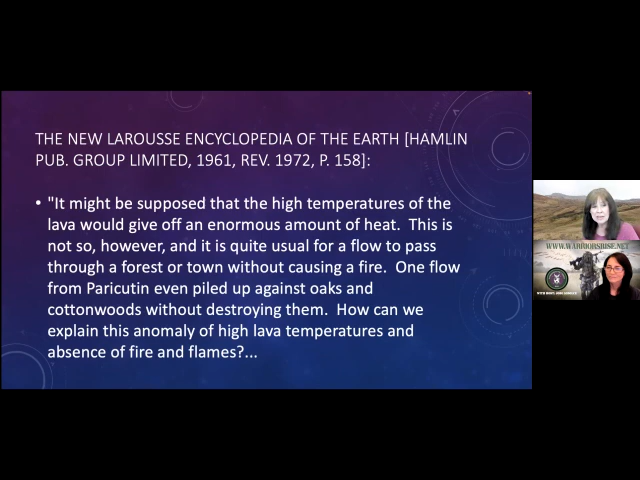 THE NEW LAROUSSE ENCYCLOPEDIA OF THE EARTH [HAMLIN
PUB. GROUP LIMITED, 1961, REV. 1972, P. 158]:
• "It might be supposed that the high temperatures of the
lava would give off an enormous amount of heat.  This is
not so, however, and it is quite usual for a flow to pass
through a forest or town without causing a fire.  One flow
from Paricutin even piled up against oaks and
cottonwoods without destroying them.  How can we
explain this anomaly of high lava temperatures and
absence of fire and flames?...
WWW.WARRIORSRISE.NET